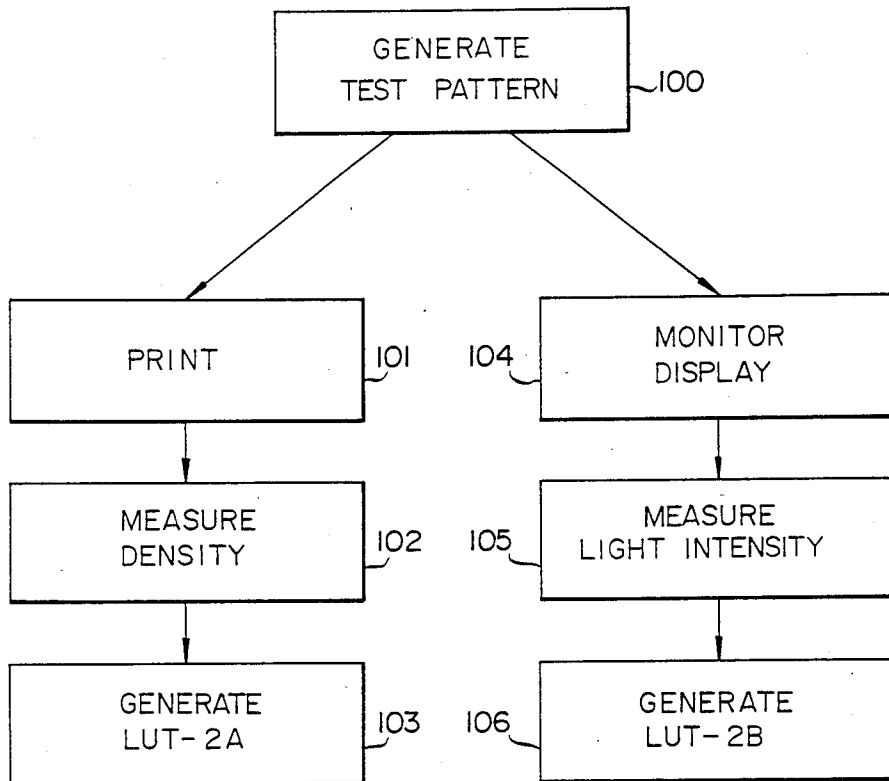 GENERATE
TEST PATTERN
100
PRINT
101
MEASURE
DENSITY
102
GENERATE
LUT-2A
103
104
MONITOR
DISPLAY
105
MEASURE
LIGHT INTENSITY
106
GENERATE
LUT-2B